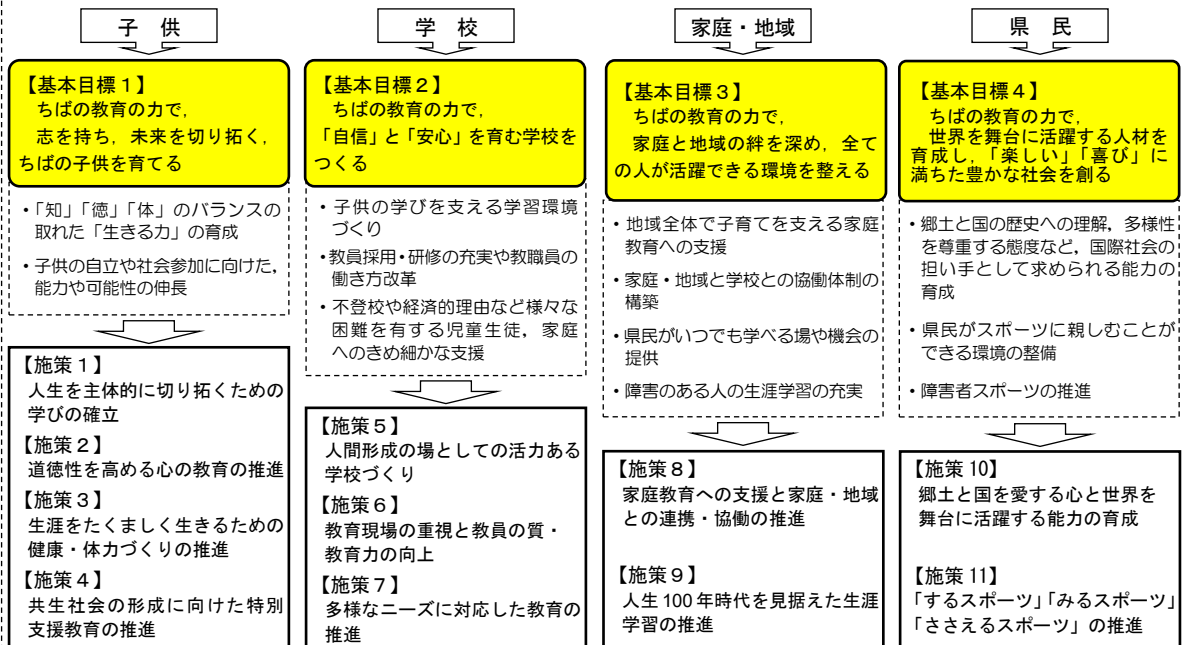 子 供
【基本目標１】
ちばの教育の力で，
志を持ち，未来を切り拓く，
ちばの子供を育てる
・「知」「徳」「体」のバランスの
取れた「生きる力」の育成
・子供の自立や社会参加に向けた，
能力や可能性の伸長
【施策１】
人生を主体的に切り拓くための
学びの確立
【施策２】
道徳性を高める心の教育の推進
【施策３】
生涯をたくましく生きるための
健康・体力づくりの推進
【施策４】
共生社会の形成に向けた特別
支援教育の推進
学 校
【基本目標２】
ちばの教育の力で，
「自信」と「安心」を育む学校を
つくる
・子供の学びを支える学習環境
づくり
・教員採用・研修の充実や教職員の
働き方改革
・不登校や経済的理由など様々な
困難を有する児童生徒，家庭
へのきめ細かな支援
【施策５】
人間形成の場としての活力ある
学校づくり
【施策６】
教育現場の重視と教員の質・
教育力の向上
【施策７】
多様なニーズに対応した教育の
推進
家庭・地域
【基本目標３】
ちばの教育の力で，
家庭と地域の絆を深め，全て
の人が活躍できる環境を整える
・地域全体で子育てを支える家庭
教育への支援
・家庭・地域と学校との協働体制の
構築
・県民がいつでも学べる場や機会の
提供
・障害のある人の生涯学習の充実
【施策８】
家庭教育への支援と家庭・地域
との連携・協働の推進
【施策９】
人生100年時代を見据えた生涯
学習の推進
県 民
【基本目標４】
ちばの教育の力で，
世界を舞台に活躍する人材を
育成し，「楽しい」「喜び」に
満ちた豊かな社会を創る
・郷土と国の歴史への理解，多様性
を尊重する態度など，国際社会の
担い手として求められる能力の
育成
・県民がスポーツに親しむことが
できる環境の整備
・障害者スポーツの推進
【施策10】
郷土と国を愛する心と世界を
舞台に活躍する能力の育成
【施策11】
「するスポーツ」「みるスポーツ」
「ささえるスポーツ」の推進